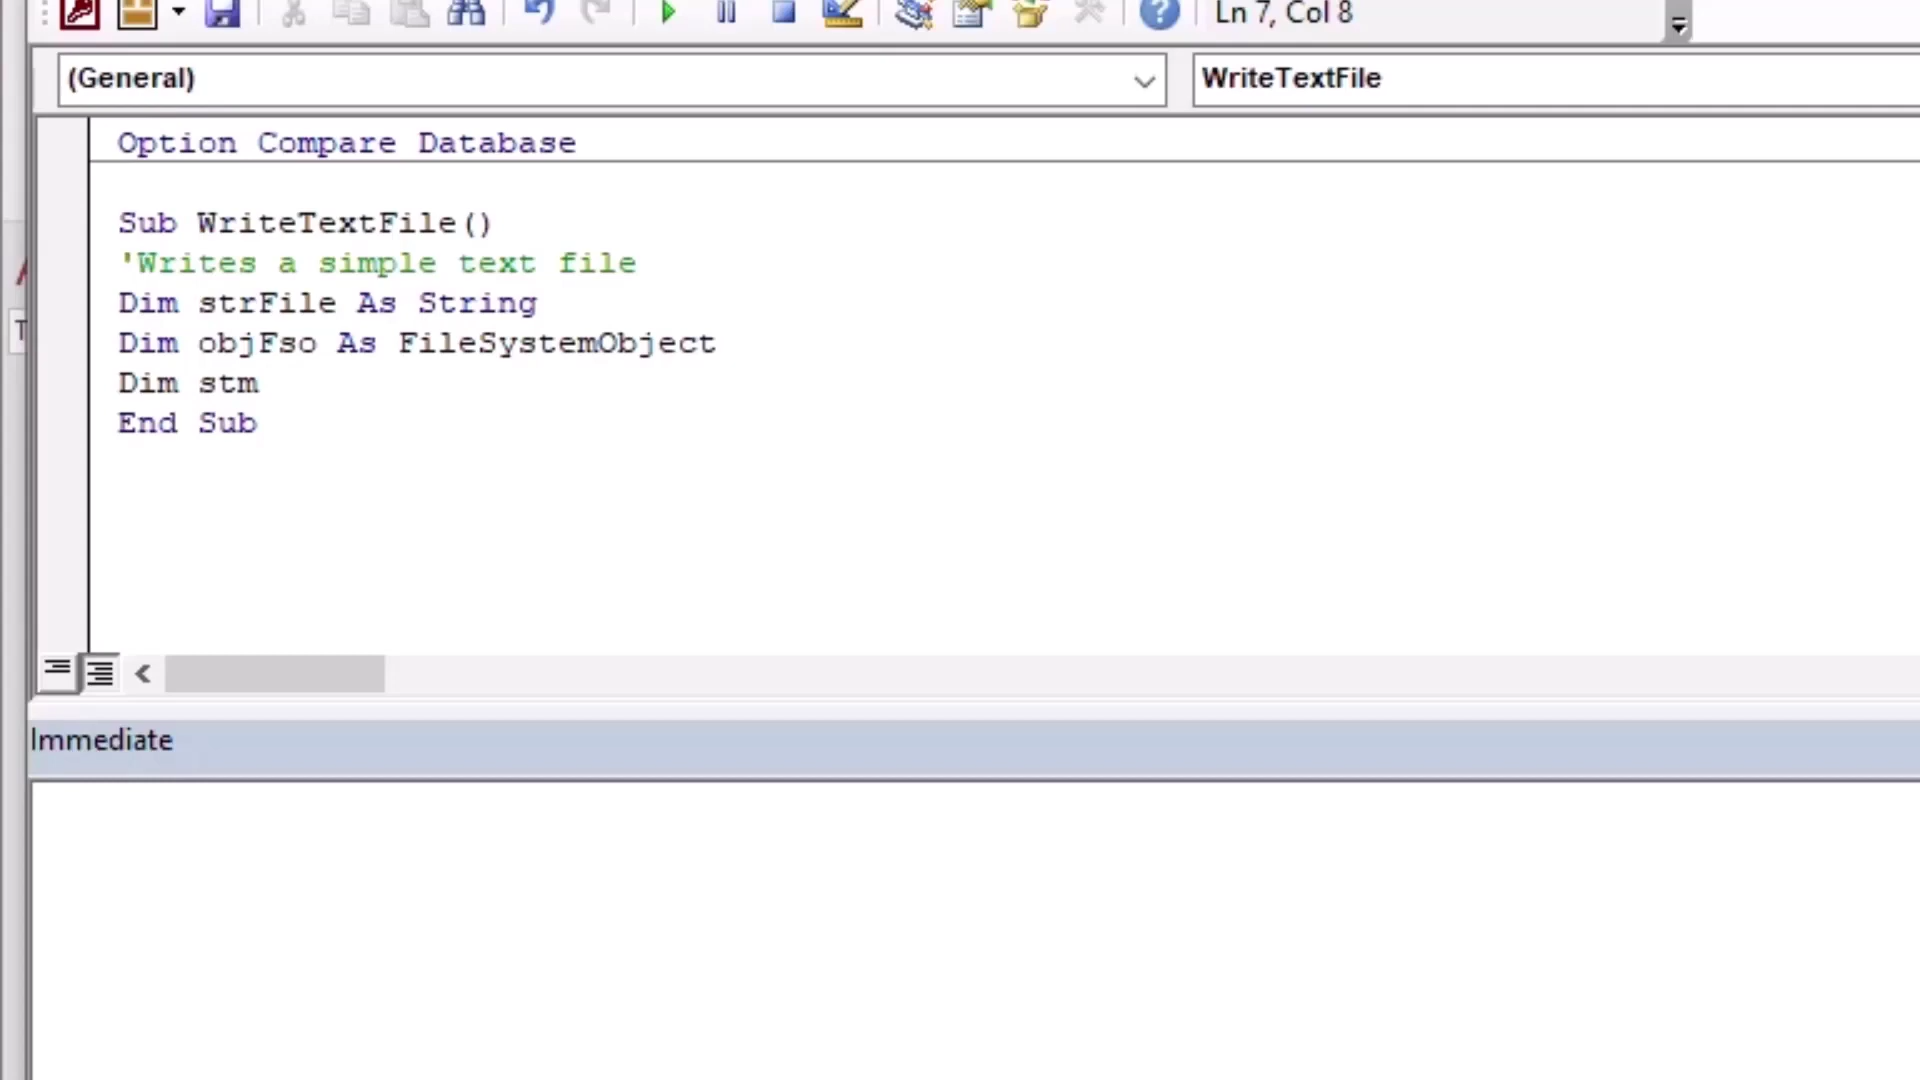 Ln 7, Col 8
(General)
WriteTextFile
Option Compare Database
Sub WriteTextFile()
'Writes a simple text file
Dim strFile As String
Dim objFso As FileSystemObject
Dim stm
End Sub
Immediate